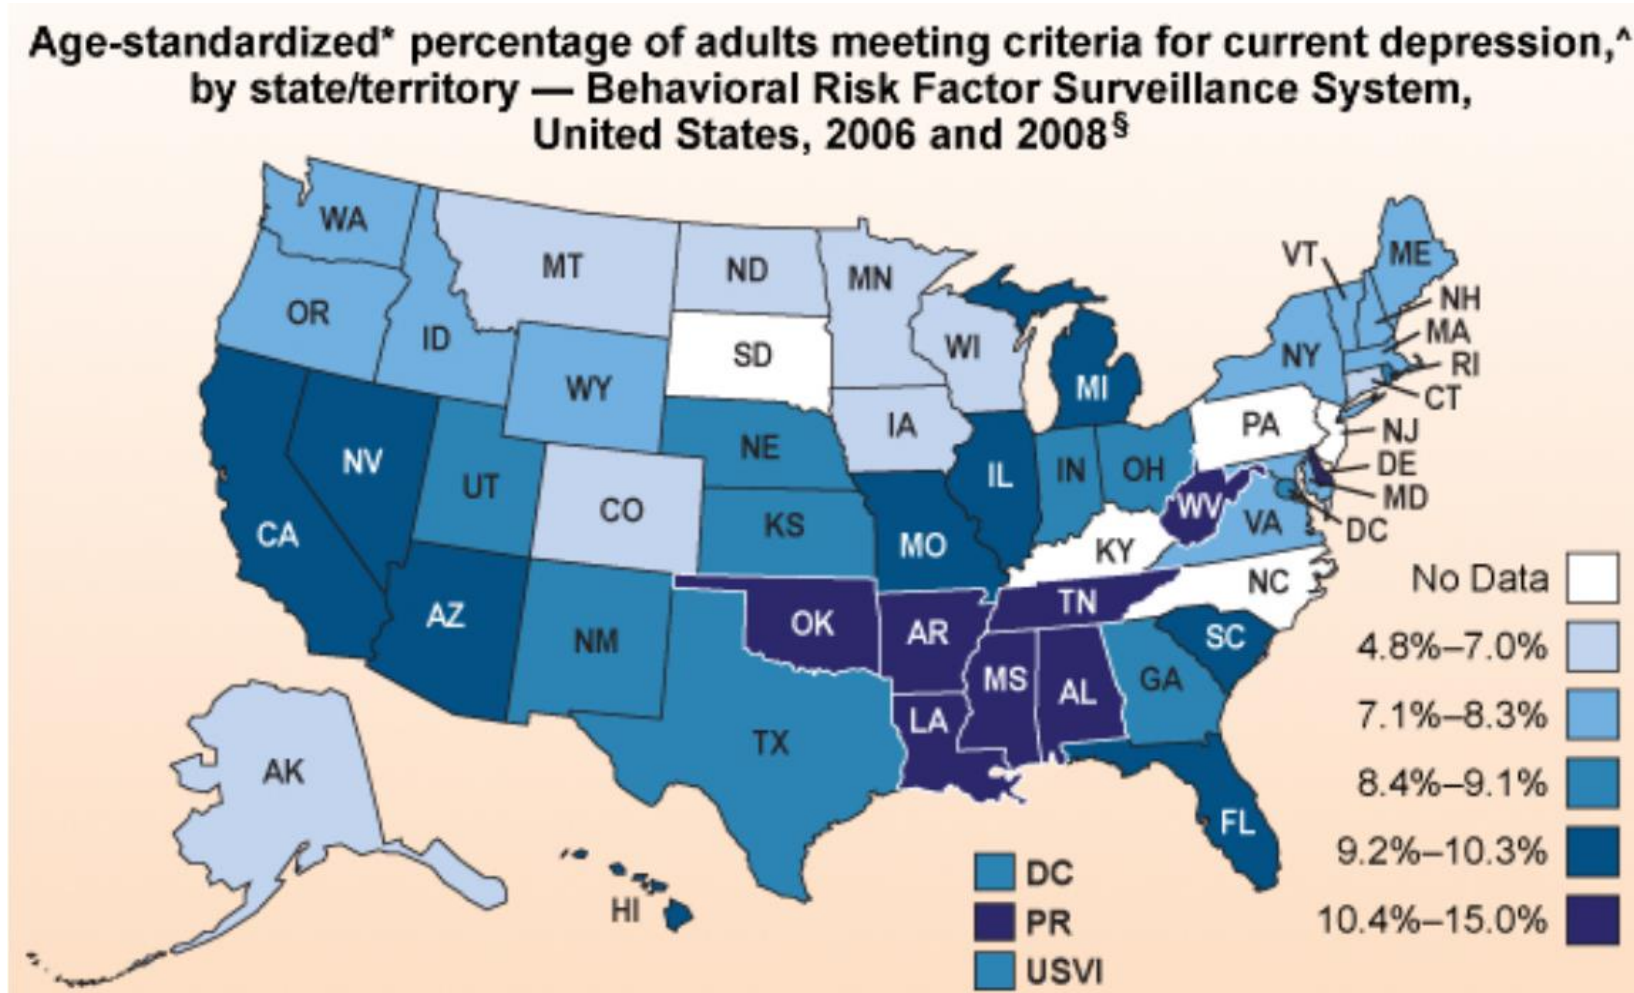 Age-standardized* percentage of adults meeting criteria for current depression,^
by state/territory — Behavioral Risk Factor Surveillance System,
United States, 2006 and 2008§
WA
MT
ND
MN
VT
ME
OR
ID
WY
SD
WI
MI
NY
NH
MA
RI
CT
NV
UT
CO
NE
IA
IL
IN
OH
PA
NJ
DE
MD
DC
CA
AZ
NM
KS
MO
KY
WV
VA
NC
OK
AR
TN
SC
MS
AL
GA
LA
TX
FL
AK
HI
No Data
4.8%–7.0%
7.1%–8.3%
8.4%–9.1%
9.2%–10.3%
10.4%–15.0%
DC
PR
USVI